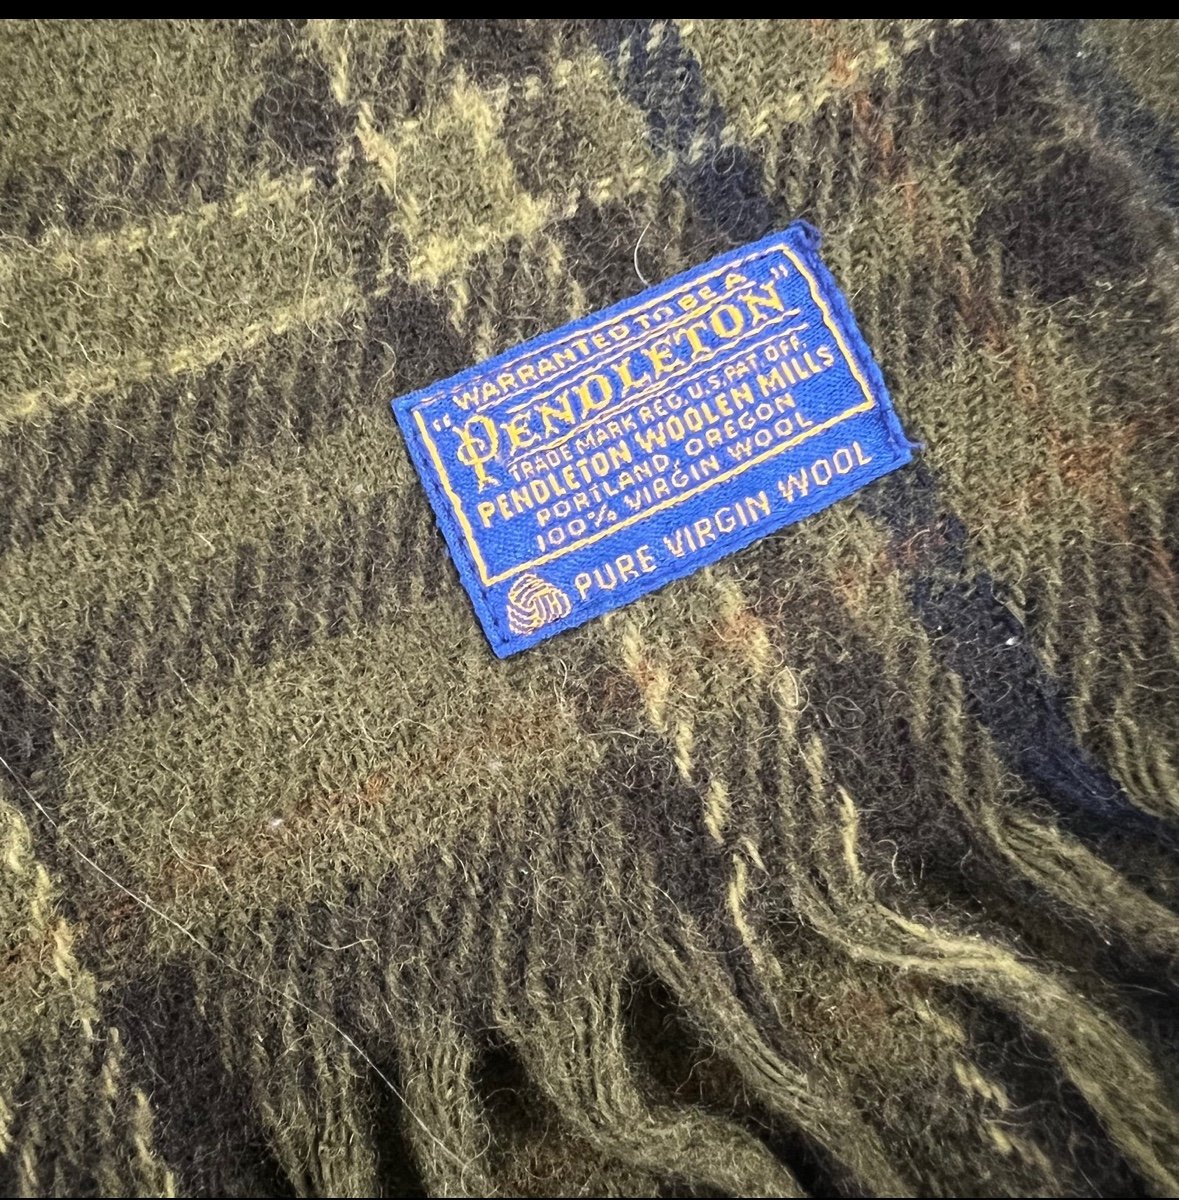 "WARRANTED TO BE A
"PENDLETON"
TRADE MARK REG. U.S. PAT. OFF.
PENDLETON WOOLEN MILLS
PORTLAND, OREGON
100% VIRGIN WOOL
PURE VIRGIN WOOL